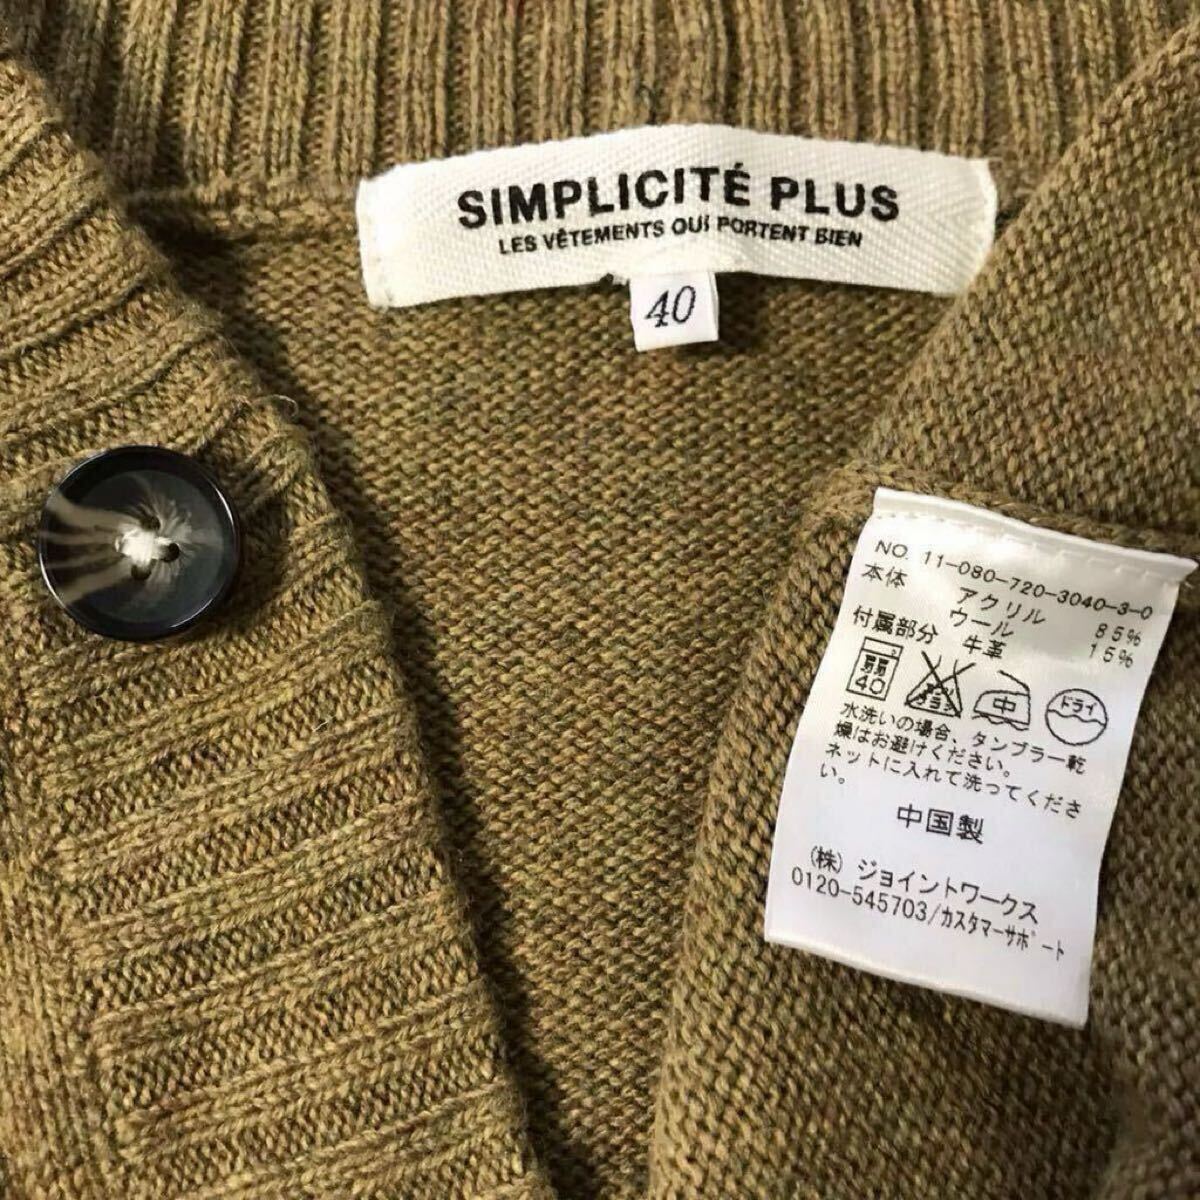 SIMPLICITÉ PLUS
LES VÊTEMENTS QUI PORTENT BIEN
40
NO. 11-080-720-3040-3-0
本体 アクリル 85%
ウール 15%
付属部分 牛革
弱
40
中
ドライ
水洗いの場合、タンブラー乾
燥はお避けください。
ネットに入れて洗ってくださ
い。
中国製
(株) ジョイントワークス
0120-545703/カスタマーサポート